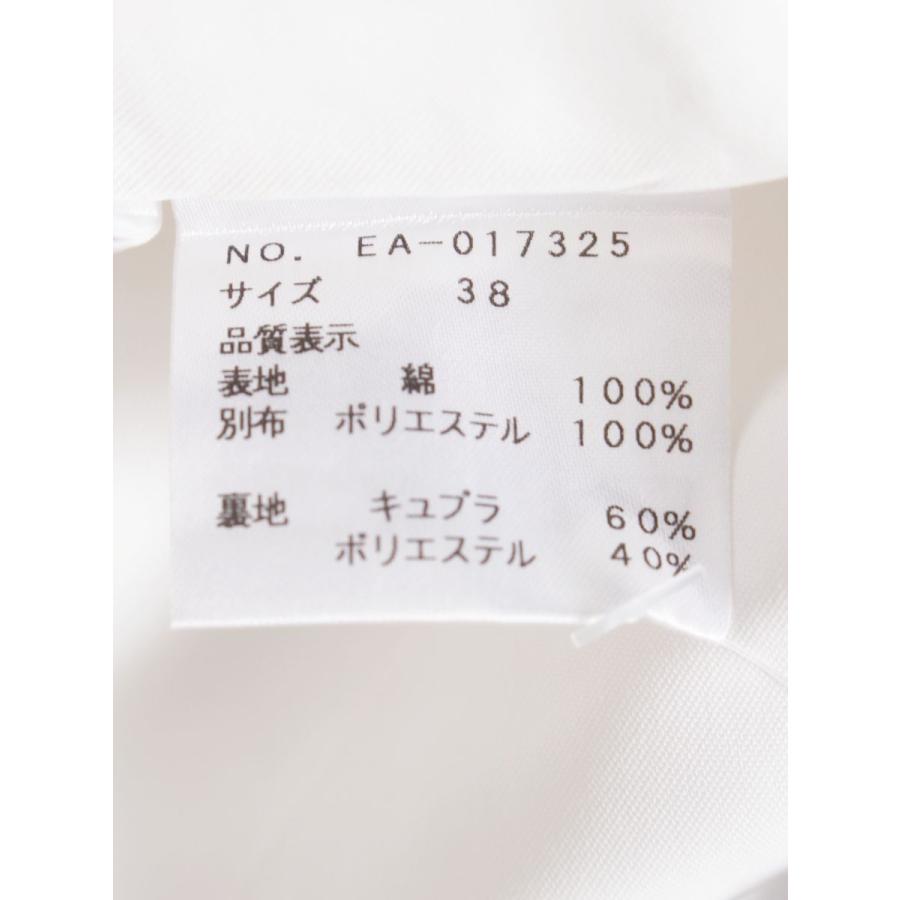 NO. EA-017325
サイズ 38
品質表示
表地 綿 100%
別布 ポリエステル 100%
裏地 キュプラ 60%
ポリエステル 40%